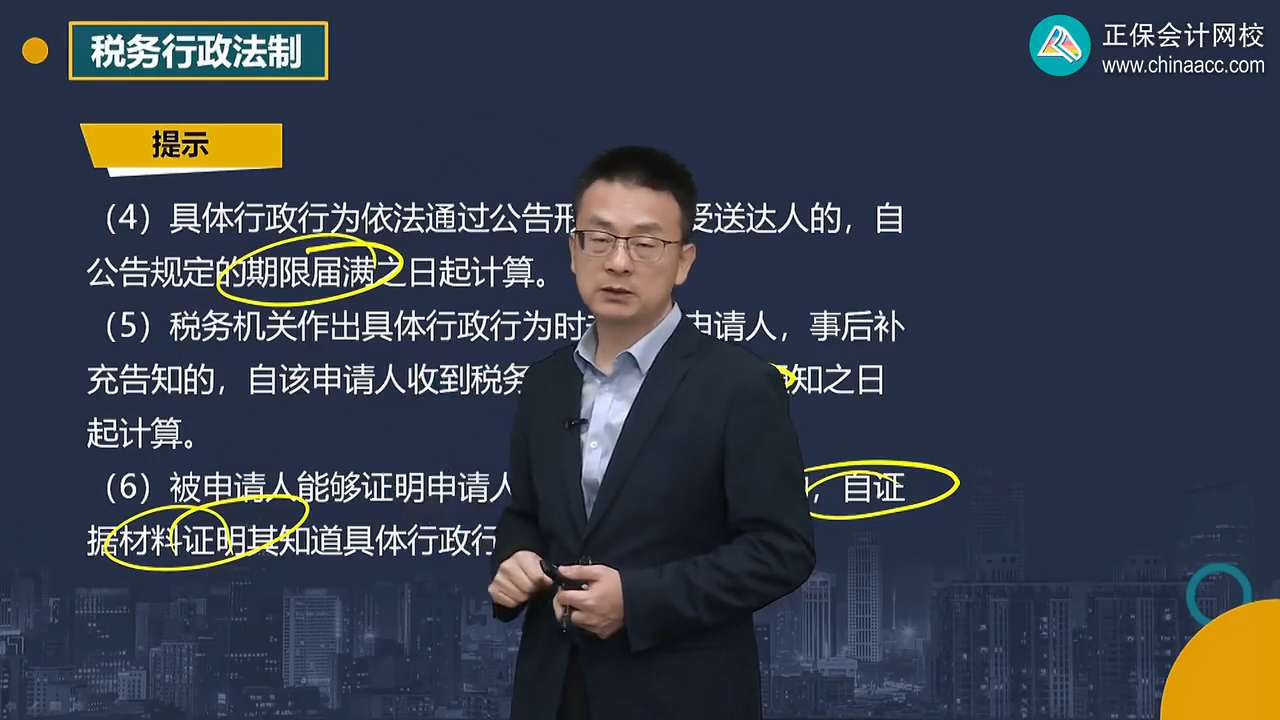 税务行政法制
正保会计网校
www.chinaacc.com
提示
（4）具体行政行为依法通过公告形 受送达人的，自
公告规定的期限届满之日起计算。
（5）税务机关作出具体行政行为时 申请人，事后补
充告知的，自该申请人收到税务 知之日
起计算。
（6）被申请人能够证明申请人 ，自证
据材料证明其知道具体行政行